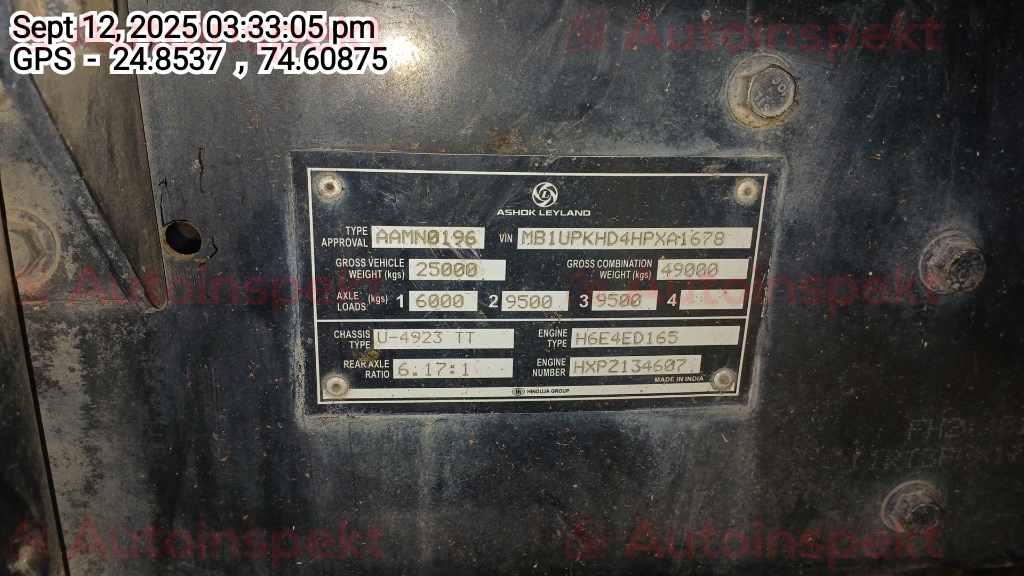 Sept 12, 2025 03:33:05 pm
GPS - 24.8537 , 74.60875
Autoinspekt
ASHOK LEYLAND
TYPE APPROVAL AAMN0196 VIN MB1UPKHD4HPXA1678
GROSS VEHICLE WEIGHT (kgs) 25000 GROSS COMBINATION WEIGHT (kgs) 49000
AXLE LOADS (kgs) 1 6000 2 9500 3 9500 4
CHASSIS TYPE U-4923 TT ENGINE TYPE H6E4ED165
REAR AXLE RATIO 6.17:1 ENGINE NUMBER HXPZ134607
MADE IN INDIA
HINDUJA GROUP
Autoinspekt Autoinspekt
Autoinspekt Autoinspekt